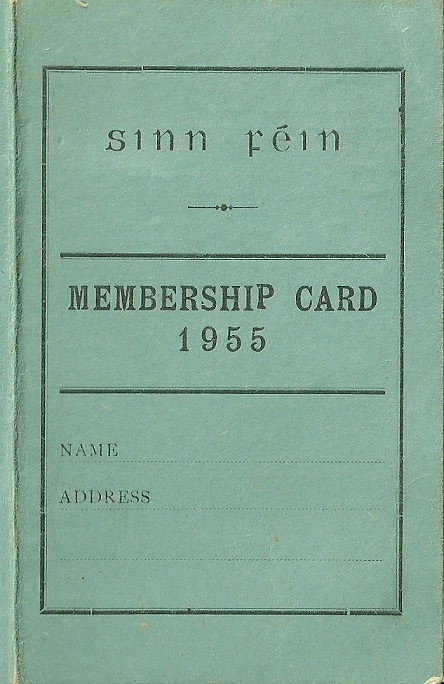 Sinn Féin
MEMBERSHIP CARD
1955
NAME
ADDRESS